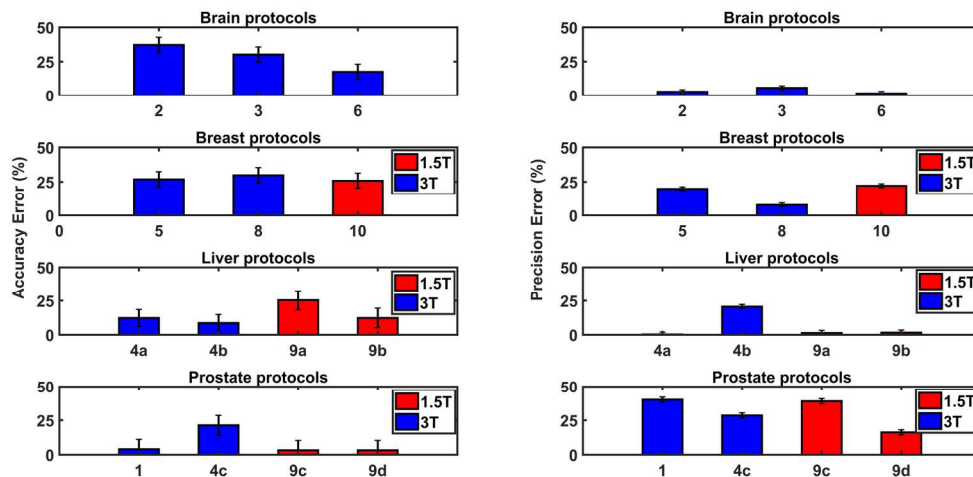 Brain protocols
50
25
0
2 3 6
Breast protocols
50
25
0
1.5T
3T
0 5 8 10
Liver protocols
50
25
0
1.5T
3T
4a 4b 9a 9b
Prostate protocols
50
25
0
1.5T
3T
1 4c 9c 9d
Accuracy Error (%)
Brain protocols
50
25
0
2 3 6
Breast protocols
50
25
0
1.5T
3T
5 8 10
Liver protocols
50
25
0
1.5T
3T
4a 4b 9a 9b
Prostate protocols
50
25
0
1.5T
3T
1 4c 9c 9d
Precision Error (%)